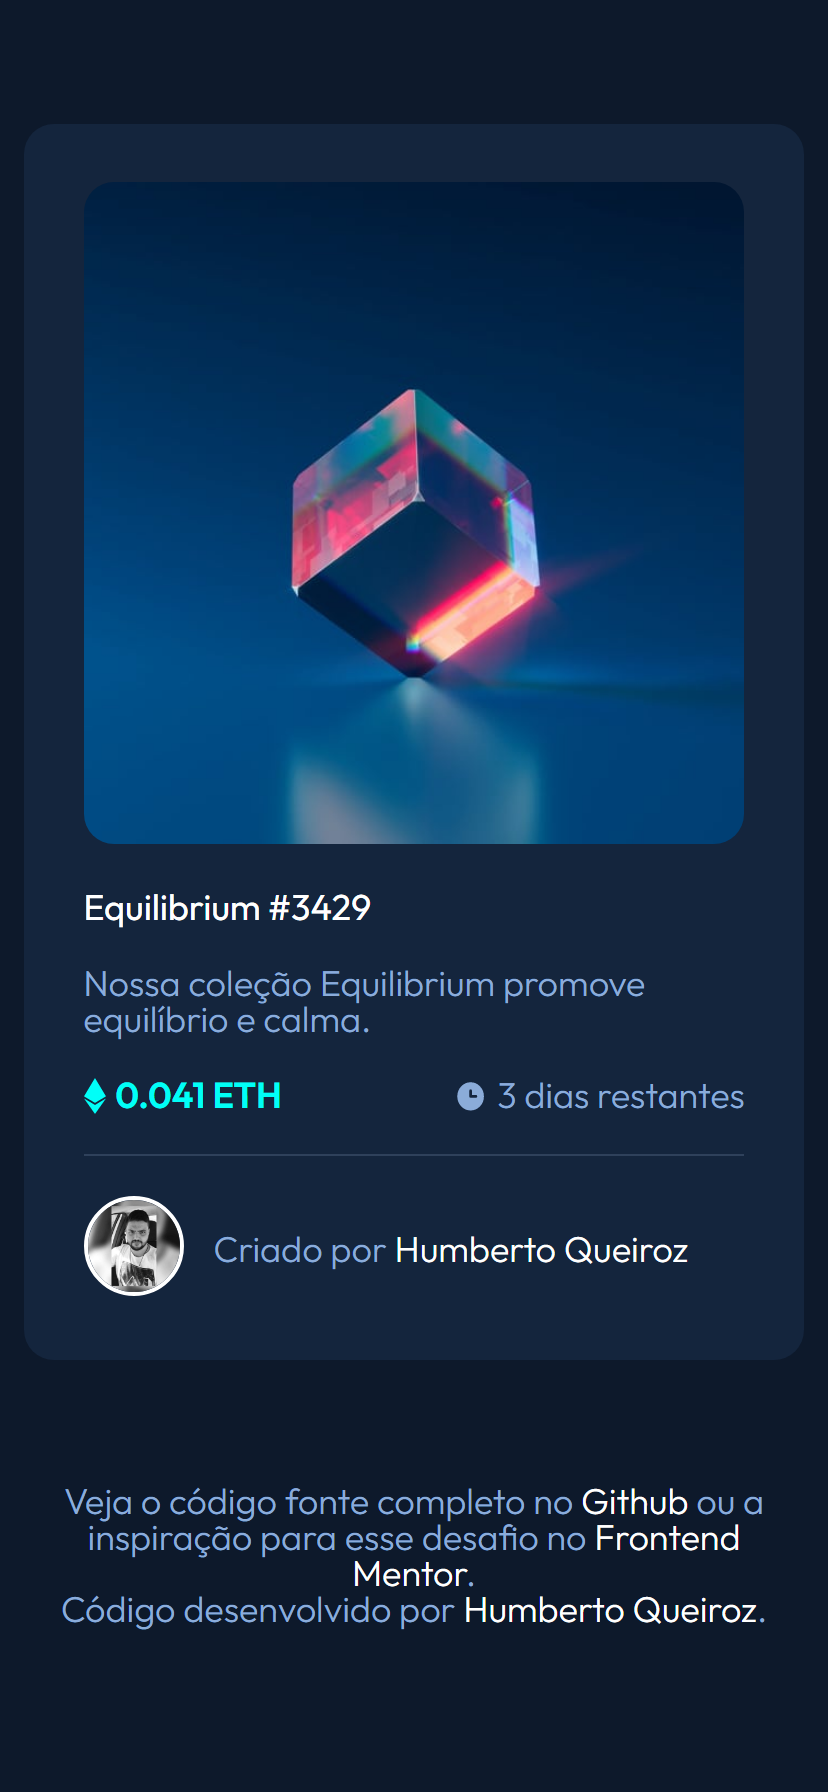 Equilibrium #3429
Nossa coleção Equilibrium promove
equilíbrio e calma.
0.041 ETH
3 dias restantes
Criado por Humberto Queiroz
Veja o código fonte completo no Github ou a
inspiração para esse desafio no Frontend
Mentor.
Código desenvolvido por Humberto Queiroz.